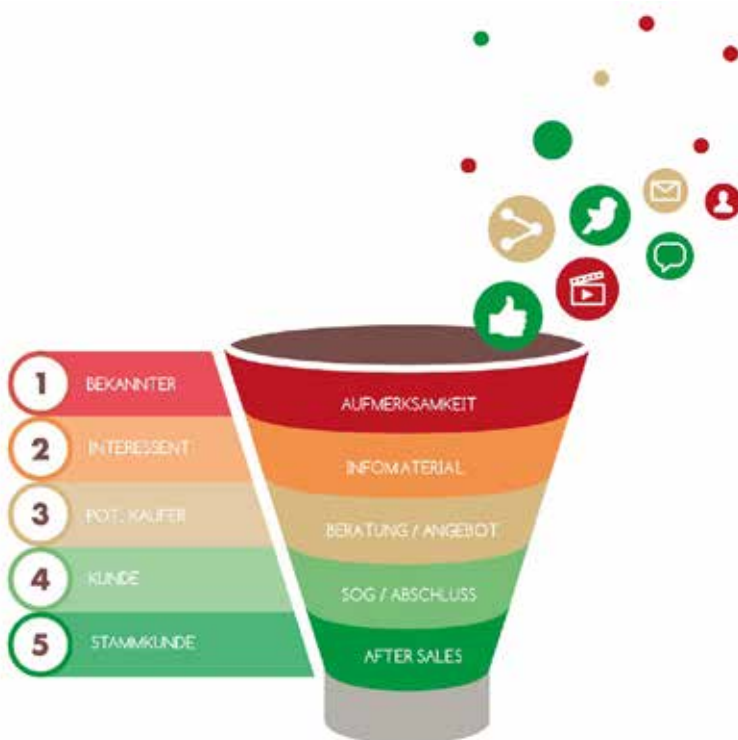 1 BEKANNTER AUFMERKSAMKEIT
2 INTERESSENT INFOMATERIAL
3 POT. KÄUFER BERATUNG / ANGEBOT
4 KUNDE SOG / ABSCHLUSS
5 STAMMKUNDE AFTER SALES